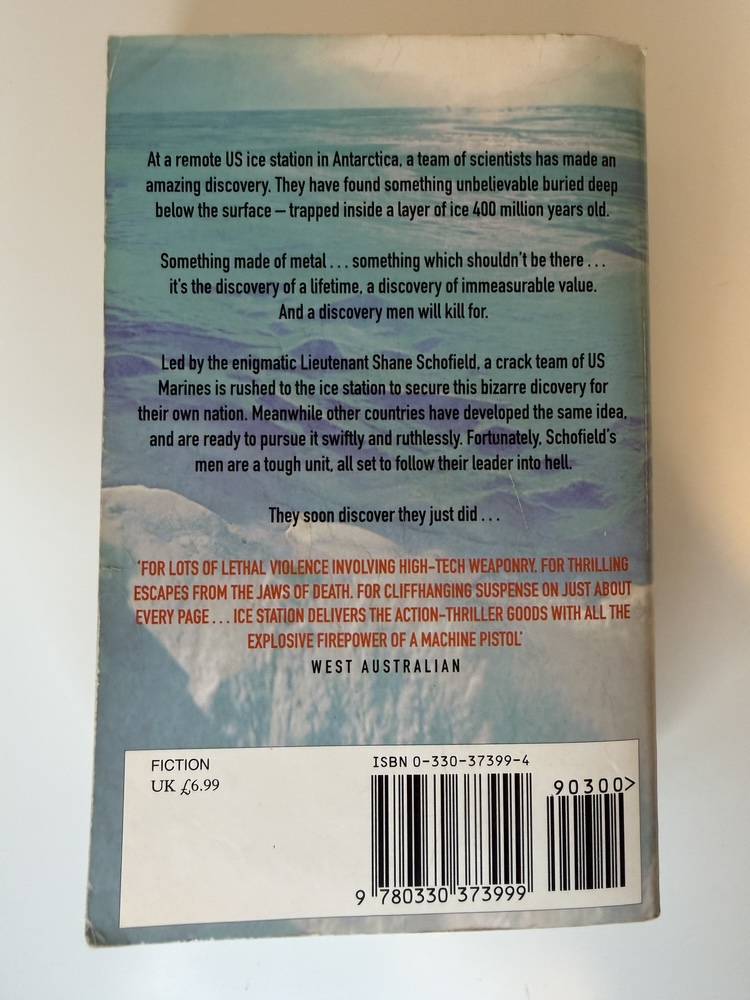 At a remote US ice station in Antarctica, a team of scientists has made an
amazing discovery. They have found something unbelievable buried deep
below the surface – trapped inside a layer of ice 400 million years old.
Something made of metal . . . something which shouldn't be there . . .
it's the discovery of a lifetime, a discovery of immeasurable value.
And a discovery men will kill for.
Led by the enigmatic Lieutenant Shane Schofield, a crack team of US
Marines is rushed to the ice station to secure this bizarre dicovery for
their own nation. Meanwhile other countries have developed the same idea,
and are ready to pursue it swiftly and ruthlessly. Fortunately, Schofield's
men are a tough unit, all set to follow their leader into hell.
They soon discover they just did . . .
'FOR LOTS OF LETHAL VIOLENCE INVOLVING HIGH-TECH WEAPONRY. FOR THRILLING
ESCAPES FROM THE JAWS OF DEATH. FOR CLIFFHANGING SUSPENSE ON JUST ABOUT
EVERY PAGE . . . ICE STATION DELIVERS THE ACTION-THRILLER GOODS WITH ALL THE
EXPLOSIVE FIREPOWER OF A MACHINE PISTOL'
WEST AUSTRALIAN
FICTION
UK £6.99
ISBN 0-330-37399-4
90300>
9 780330 373999